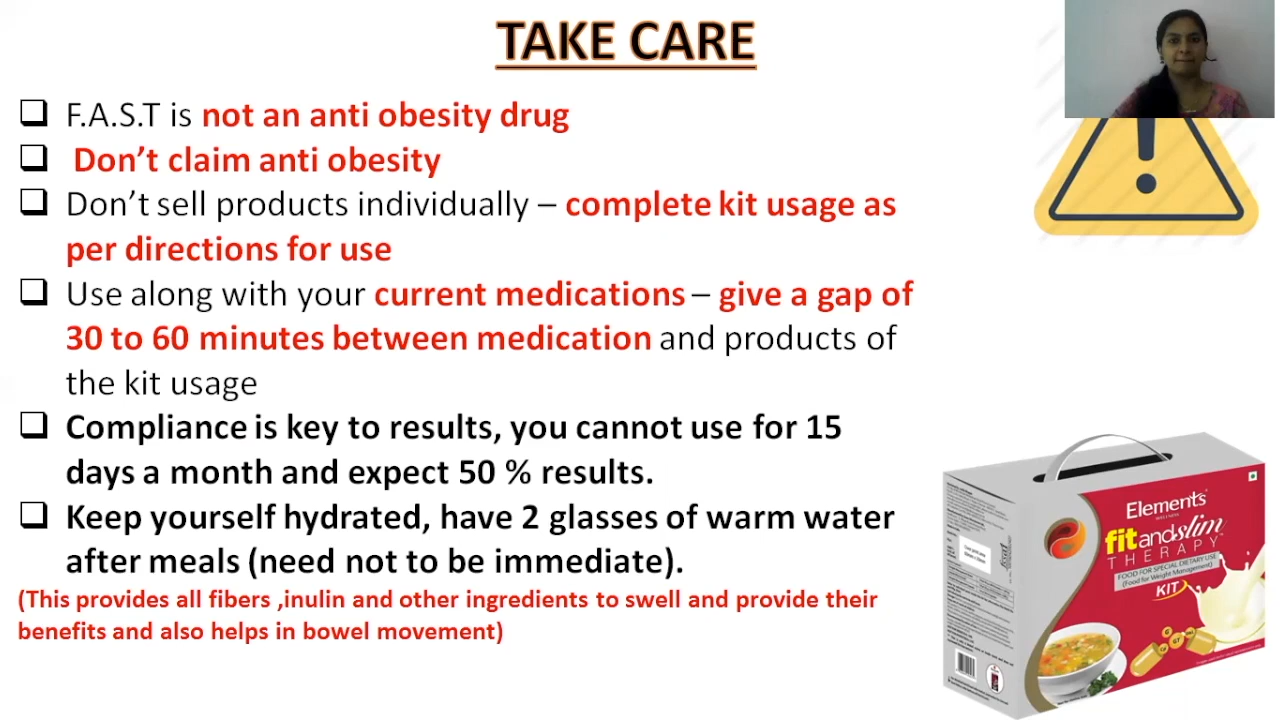 TAKE CARE
F.A.S.T is not an anti obesity drug
Don't claim anti obesity
Don't sell products individually – complete kit usage as
per directions for use
Use along with your current medications – give a gap of
30 to 60 minutes between medication and products of
the kit usage
Compliance is key to results, you cannot use for 15
days a month and expect 50 % results.
Keep yourself hydrated, have 2 glasses of warm water
after meals (need not to be immediate).
(This provides all fibers ,inulin and other ingredients to swell and provide their
benefits and also helps in bowel movement)
Elements
WELLNESS
fitandslim
THERAPY
FOOD FOR SPECIAL DIETARY USE
(Food for Weight Management)
KIT